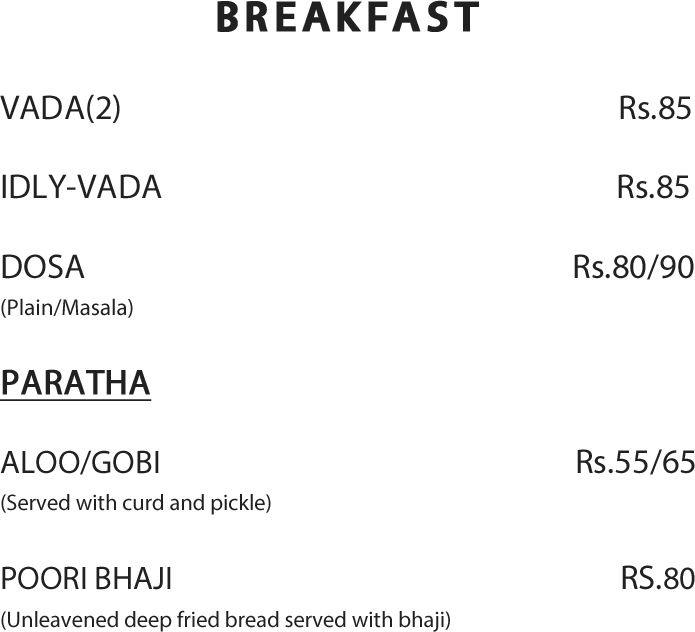 BREAKFAST
VADA(2) Rs.85
IDLY-VADA Rs.85
DOSA Rs.80/90
(Plain/Masala)
PARATHA
ALOO/GOBI Rs.55/65
(Served with curd and pickle)
POORI BHAJI RS.80
(Unleavened deep fried bread served with bhaji)